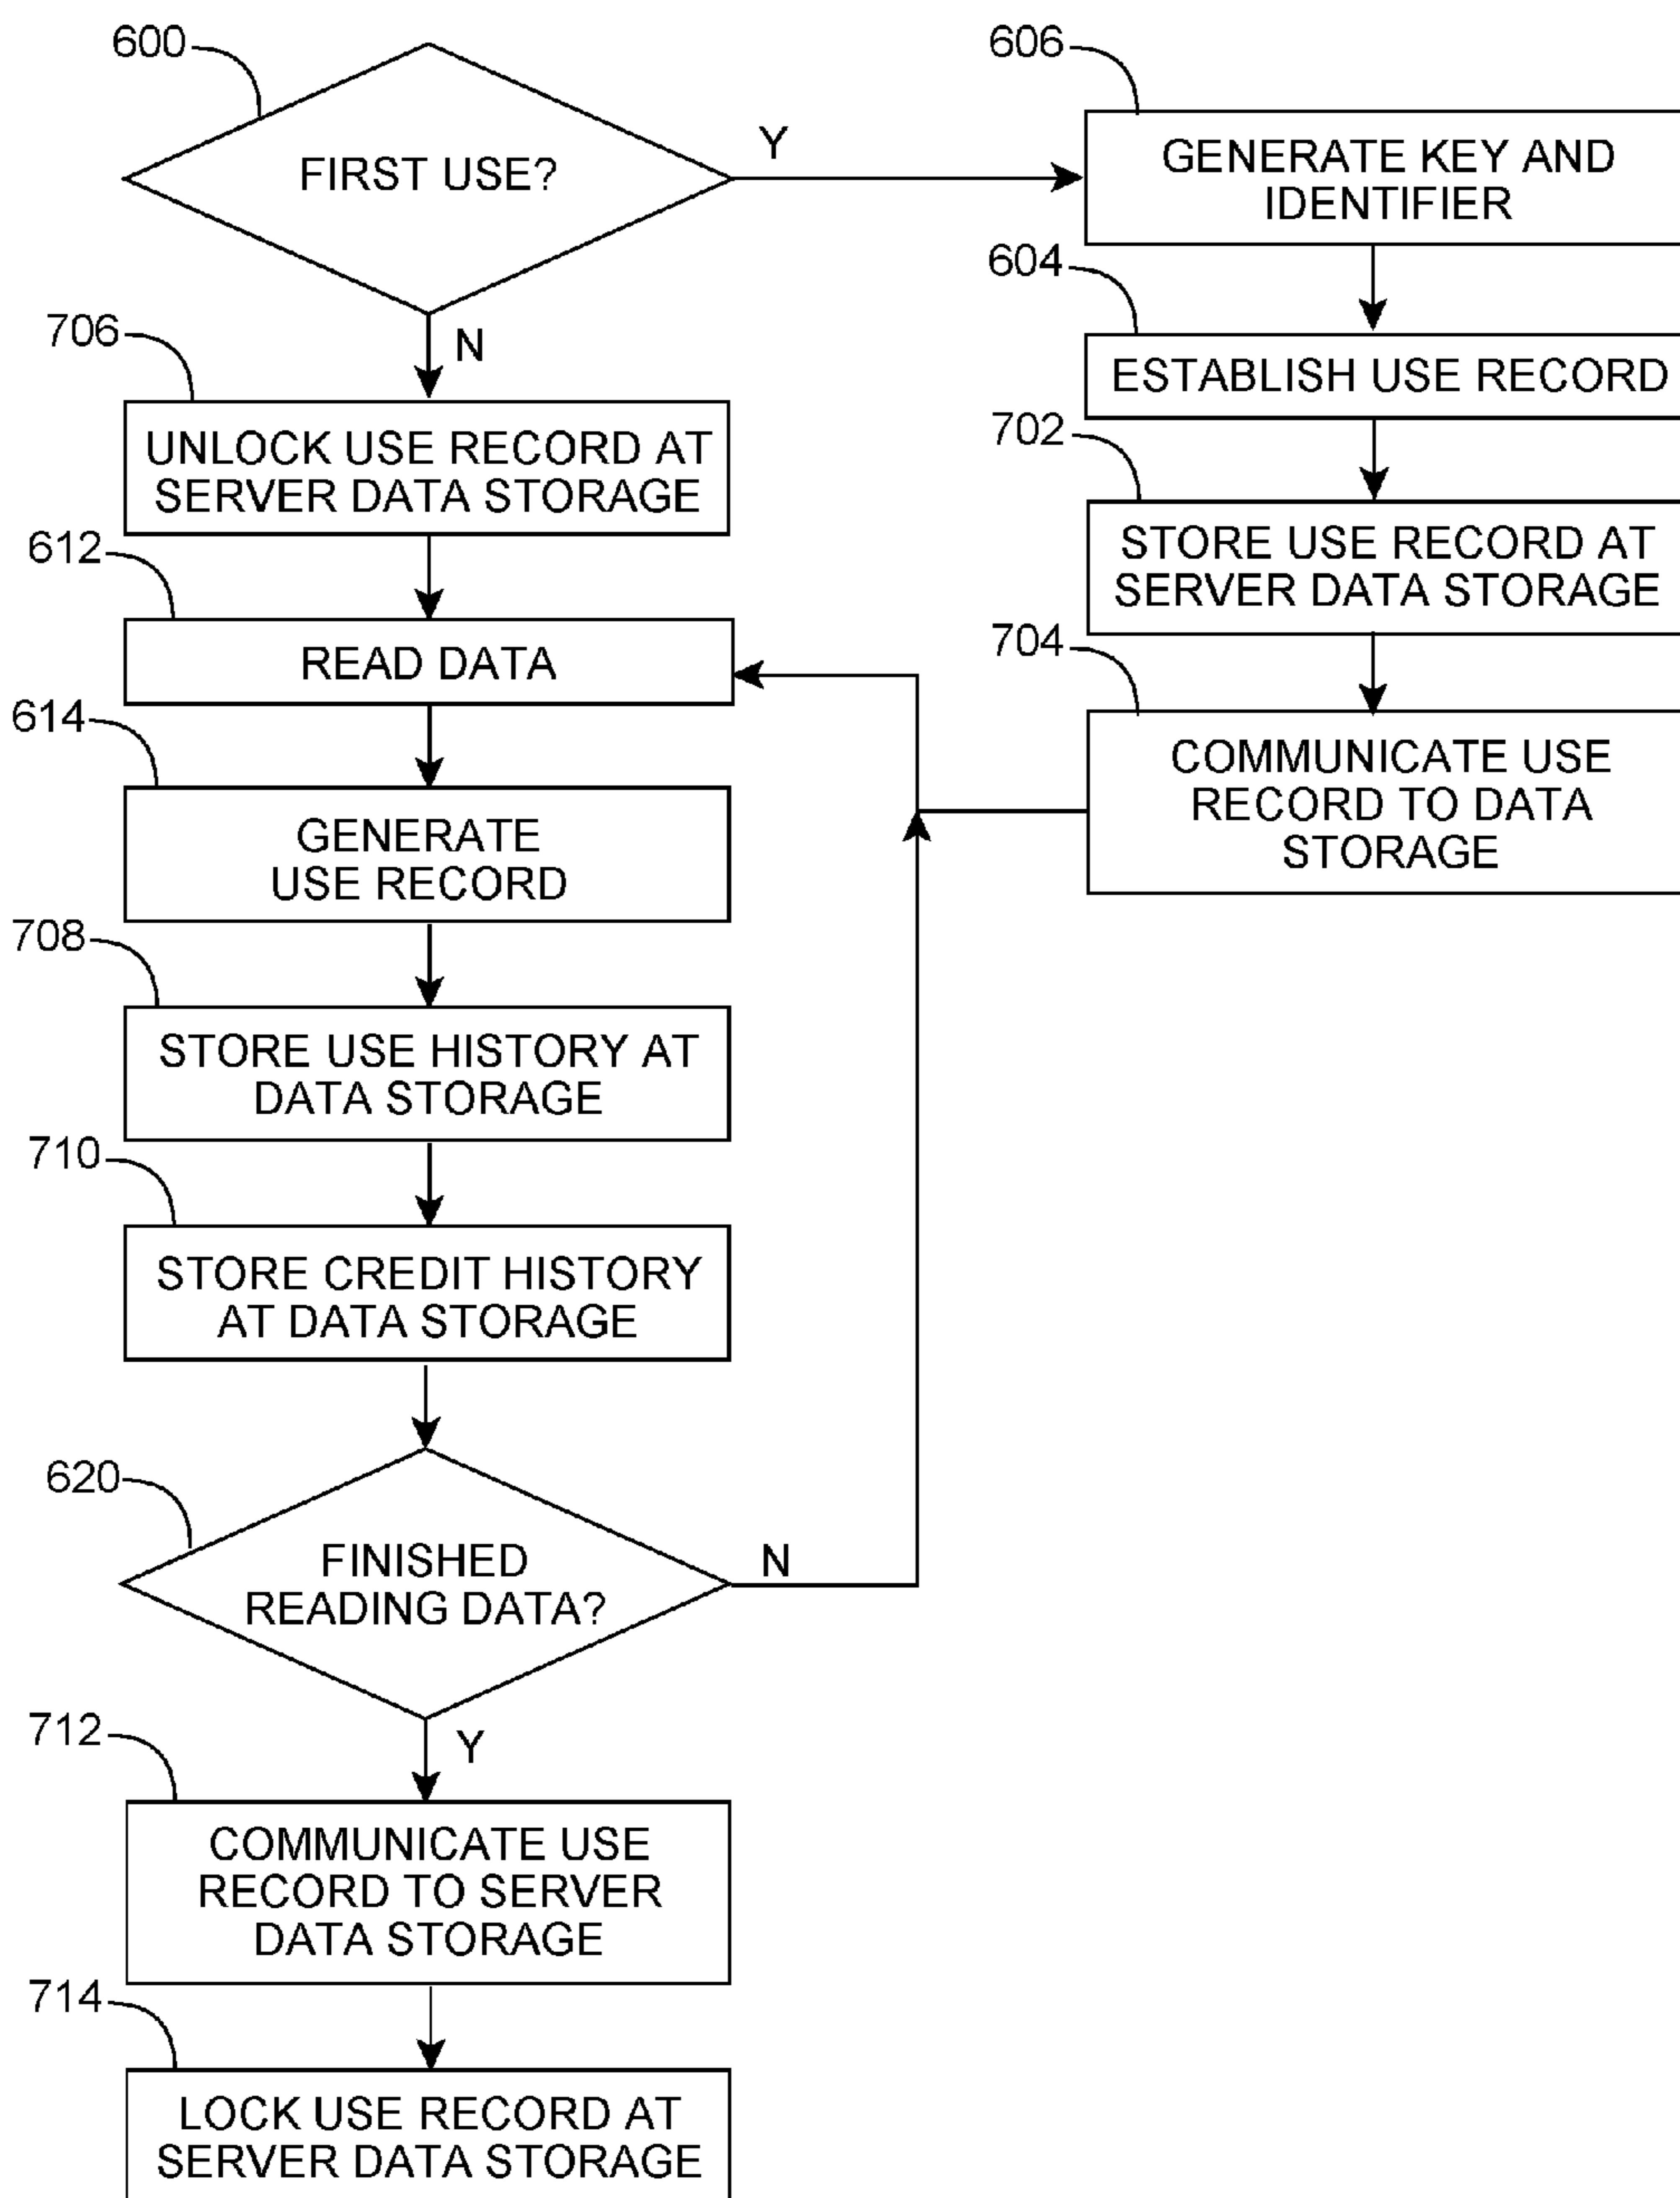 600
FIRST USE?
Y
N
606
GENERATE KEY AND
IDENTIFIER
604
ESTABLISH USE RECORD
702
STORE USE RECORD AT
SERVER DATA STORAGE
704
COMMUNICATE USE
RECORD TO DATA
STORAGE
706
UNLOCK USE RECORD AT
SERVER DATA STORAGE
612
READ DATA
614
GENERATE
USE RECORD
708
STORE USE HISTORY AT
DATA STORAGE
710
STORE CREDIT HISTORY
AT DATA STORAGE
620
FINISHED
READING DATA?
N
Y
712
COMMUNICATE USE
RECORD TO SERVER
DATA STORAGE
714
LOCK USE RECORD AT
SERVER DATA STORAGE